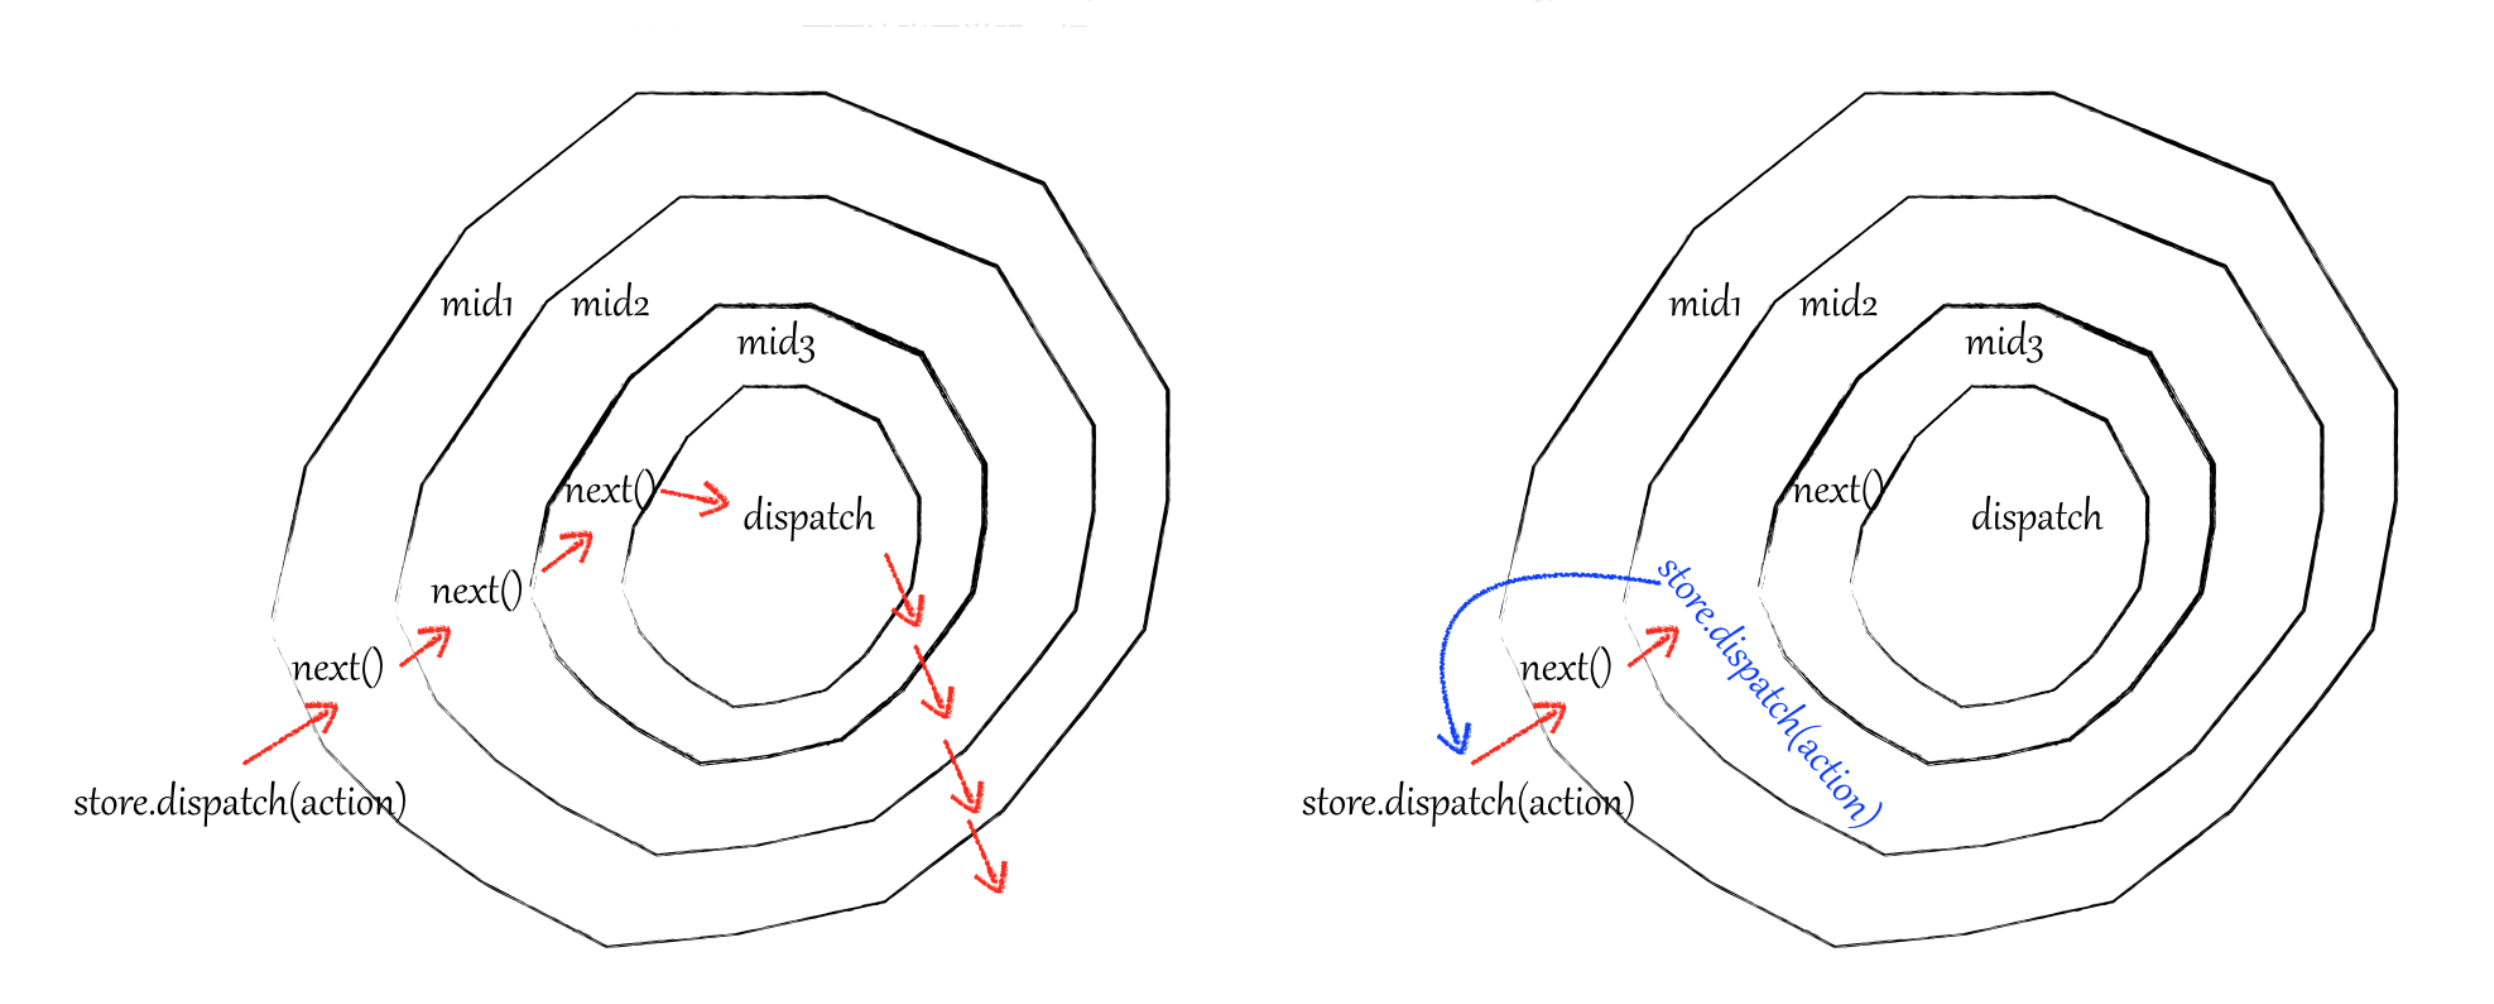 mid1
mid2
mid3
next()
dispatch
next()
next()
store.dispatch(action)
mid1
mid2
mid3
next()
dispatch
store.dispatch(action)
next()
store.dispatch(action)